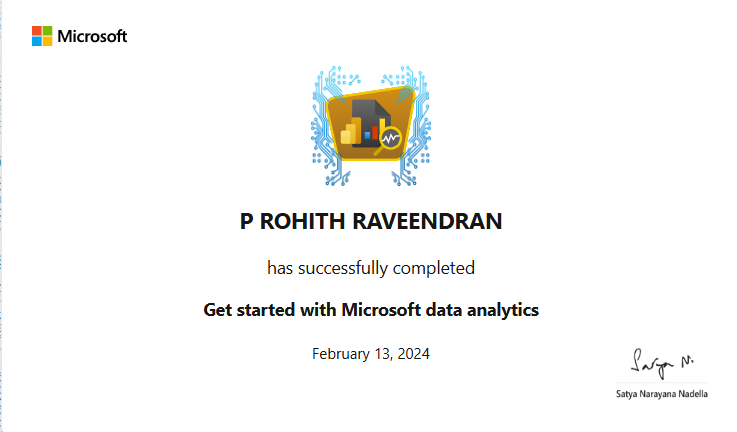 Microsoft
P ROHITH RAVEENDRAN
has successfully completed
Get started with Microsoft data analytics
February 13, 2024
Satya N.
Satya Narayana Nadella